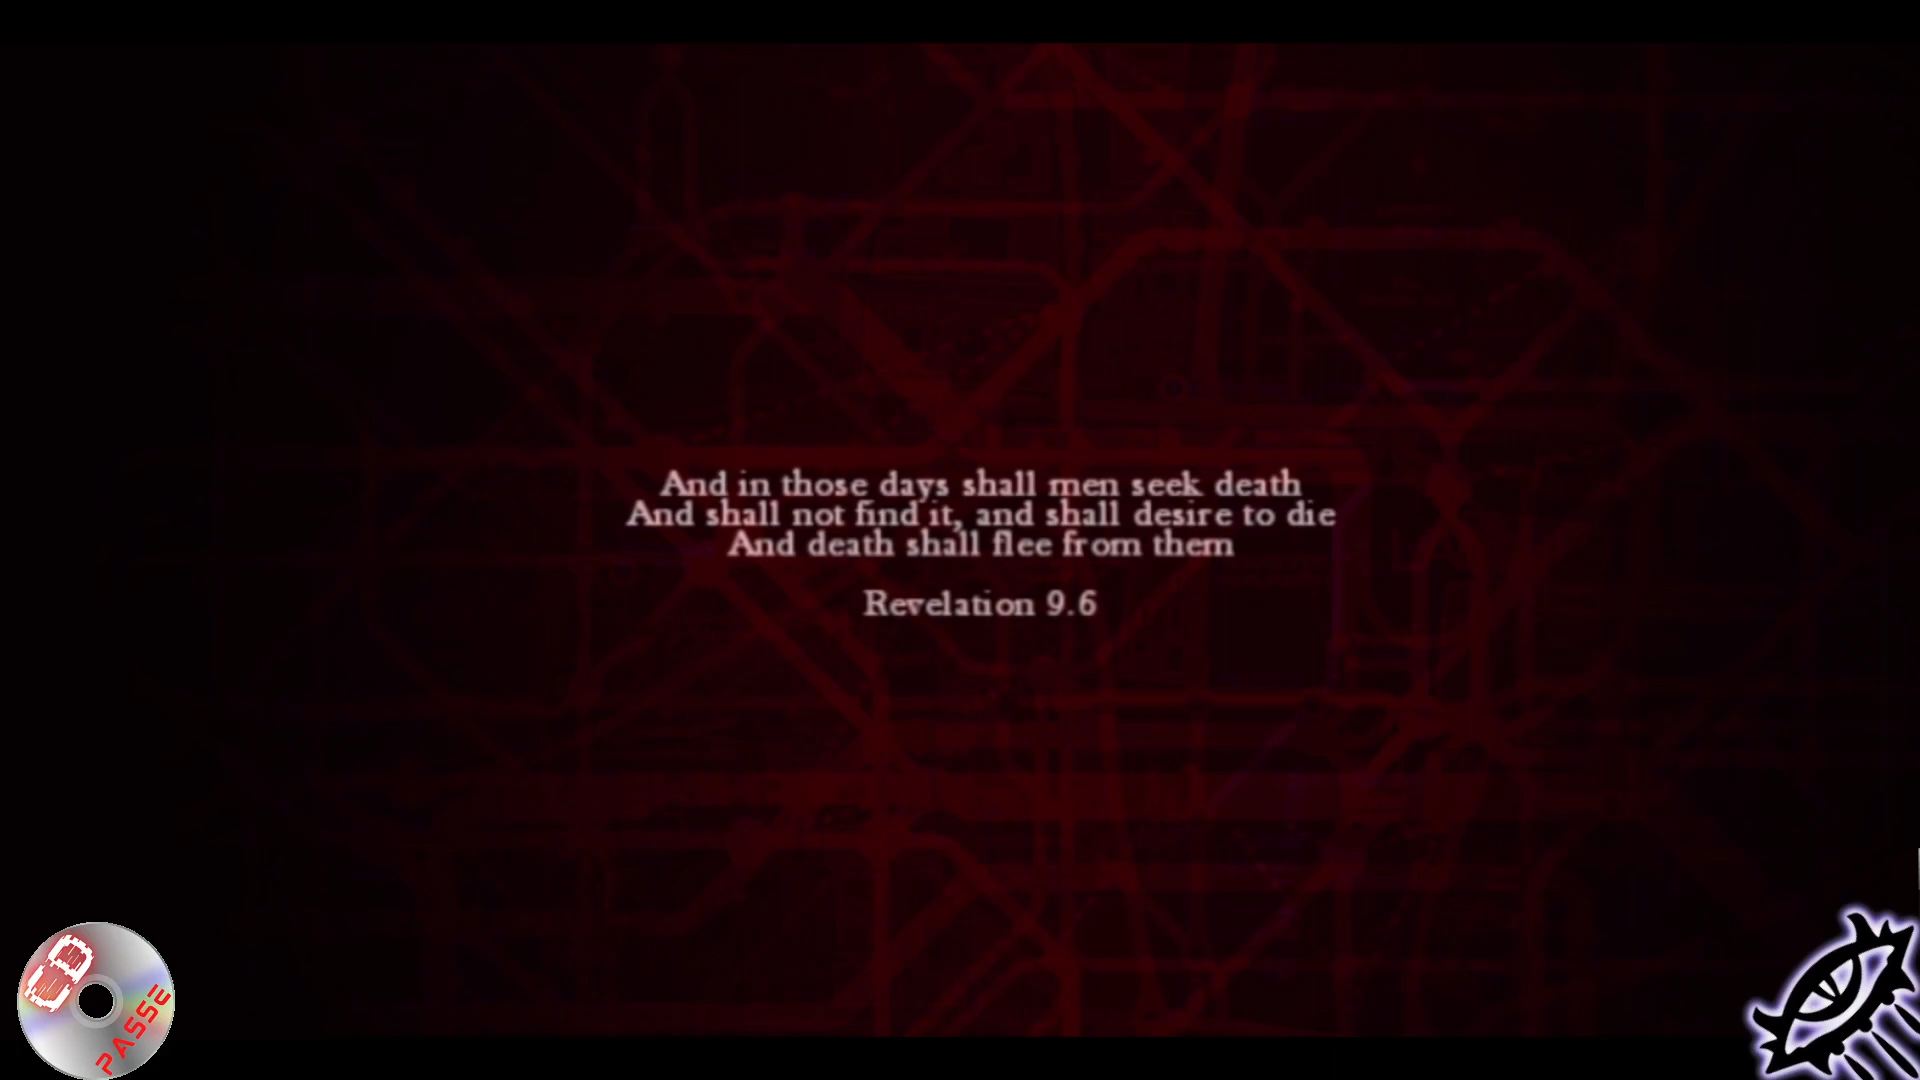 And in those days shall men seek death
And shall not find it, and shall desire to die
And death shall flee from them
Revelation 9.6
PASSE